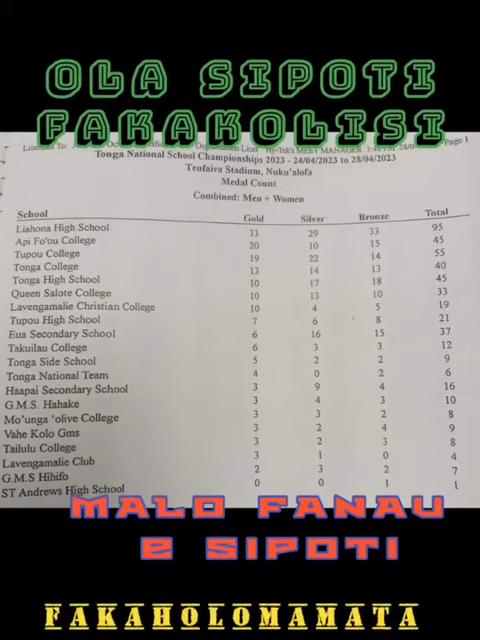 OLA SIPOTI
FAKAKOLISI
Licensed To: MEET MANAGER Page 1
Tonga National School Championships 2023 - 24/04/2023 to 28/04/2023
Teufaiva Stadium, Nuku'alofa
Medal Count
Combined: Men + Women
School Gold Silver Bronze Total
Liahona High School 33 29 33 95
Api Fo'ou College 20 10 15 45
Tupou College 19 22 14 55
Tonga College 13 14 13 40
Tonga High School 10 17 18 45
Queen Salote College 10 13 10 33
Lavengamalie Christian College 10 4 5 19
Tupou High School 7 6 8 21
Eua Secondary School 6 16 15 37
Takuilau College 6 3 3 12
Tonga Side School 5 2 2 9
Tonga National Team 4 0 2 6
Haapai Secondary School 3 9 4 16
G.M.S. Hahake 3 4 3 10
Mo'unga 'olive College 3 3 2 8
Vahe Kolo Gms 3 2 4 9
Tailulu College 3 2 3 8
Lavengamalie Club 3 1 0 4
G.M.S Hihifo 2 3 2 7
ST Andrews High School 0 0 1 1
MALO FANAU
E SIPOTI
FAKAHOLOMAMATA